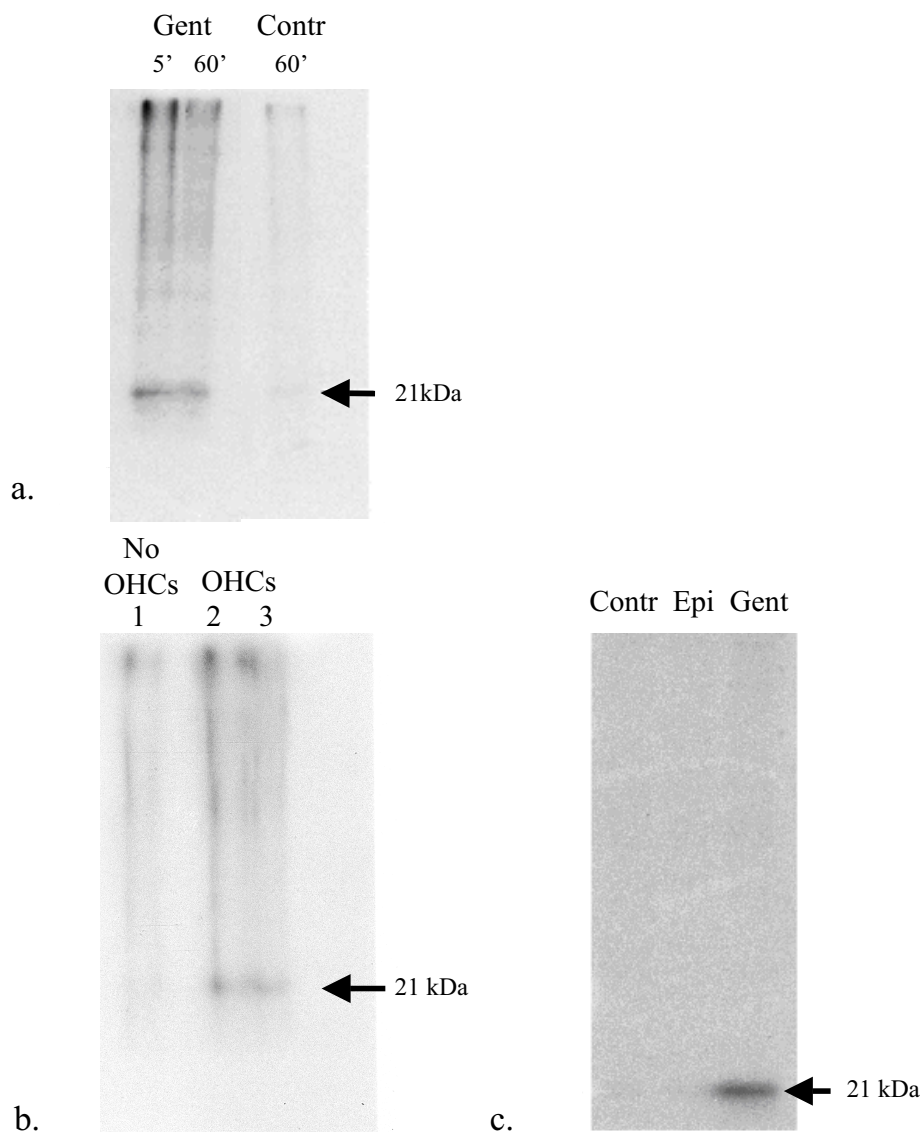 Gent Contr
5’ 60’ 60’
21kDa
a.
No
OHCs OHCs
1 2 3
21 kDa
b.
Contr Epi Gent
21 kDa
c.